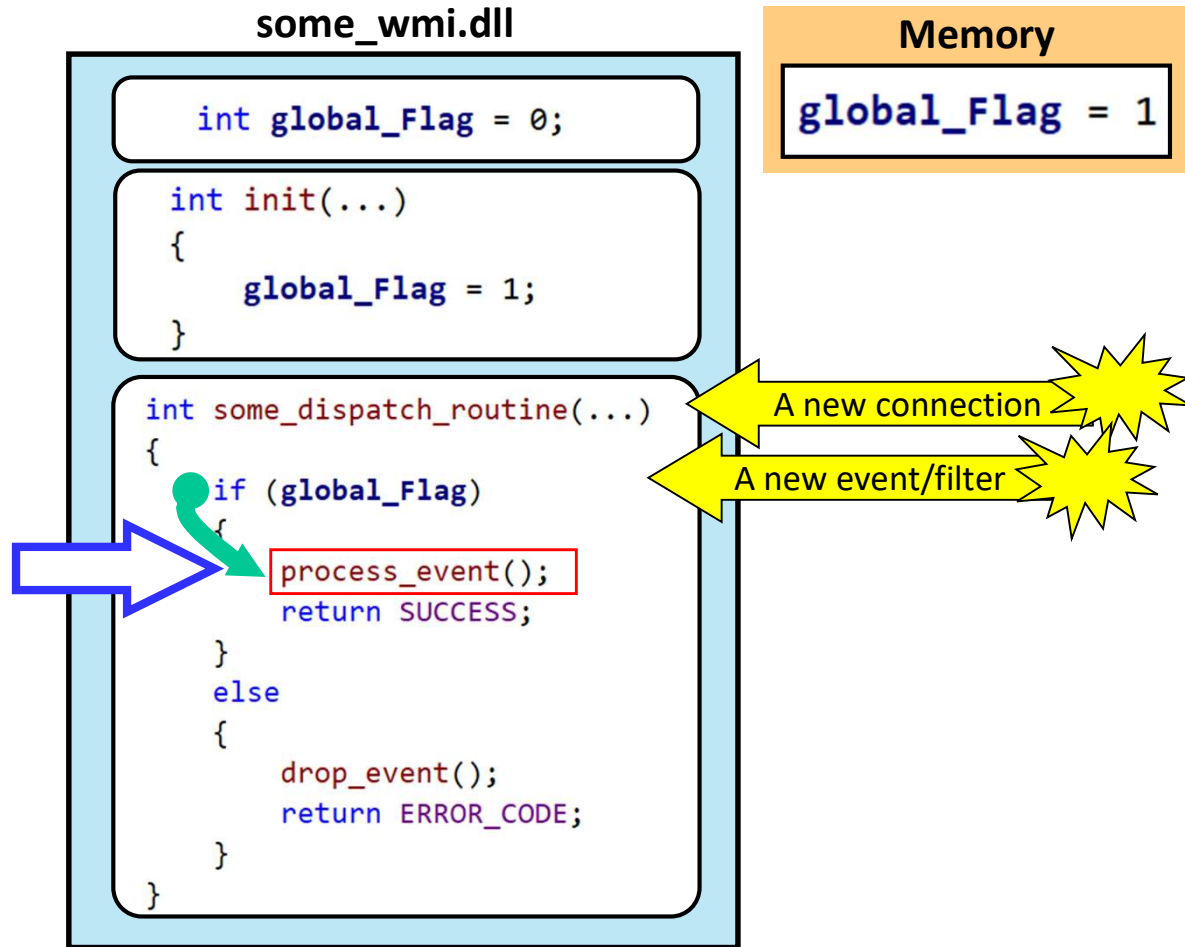 some_wmi.dll
int global_Flag = 0;
int init(...)
{
global_Flag = 1;
}
int some_dispatch_routine(...)
{
if (global_Flag)
{
process_event();
return SUCCESS;
}
else
{
drop_event();
return ERROR_CODE;
}
}
Memory
global_Flag = 1
A new connection
A new event/filter